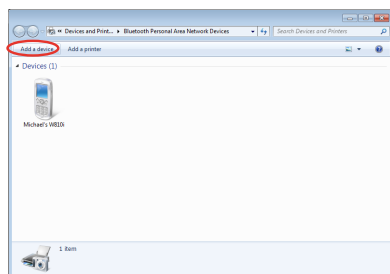 « Devices and Print... ▸ Bluetooth Personal Area Network Devices
Search Devices and Printers
Add a device
Add a printer
Devices (1)
Michael's W810i
1 item